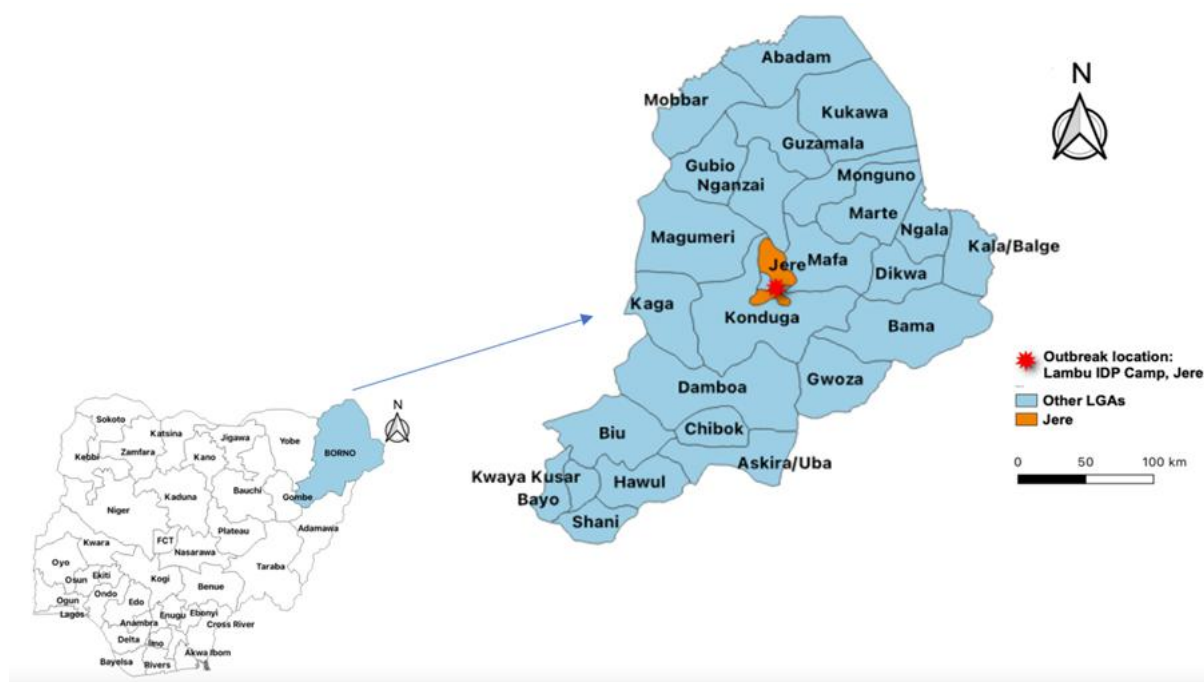 N
Abadam
Mobbar
Kukawa
Guzamala
Gubio
Nganzai
Monguno
Marte
Ngala
Magumeri
Kala/Balge
Jere
Mafa
Dikwa
Kaga
Konduga
Bama
Gwoza
Damboa
Chibok
Biu
Askira/Uba
Kwaya Kusar
Bayo
Hawul
Shani
Outbreak location:
Lambu IDP Camp, Jere
Other LGAs
Jere
0 50 100 km
N
Sokoto
Katsina
Jigawa
Yobe
BORNO
Kebbi
Zamfara
Kano
Bauchi
Gombe
Kaduna
Niger
Adamawa
Plateau
Kwara
FCT
Nasarawa
Taraba
Oyo
Osun
Ekiti
Kogi
Benue
Ogun
Ondo
Edo
Lagos
Enugu
Ebonyi
Anambra
Cross River
Delta
Imo
Akwa Ibom
Bayelsa
Rivers